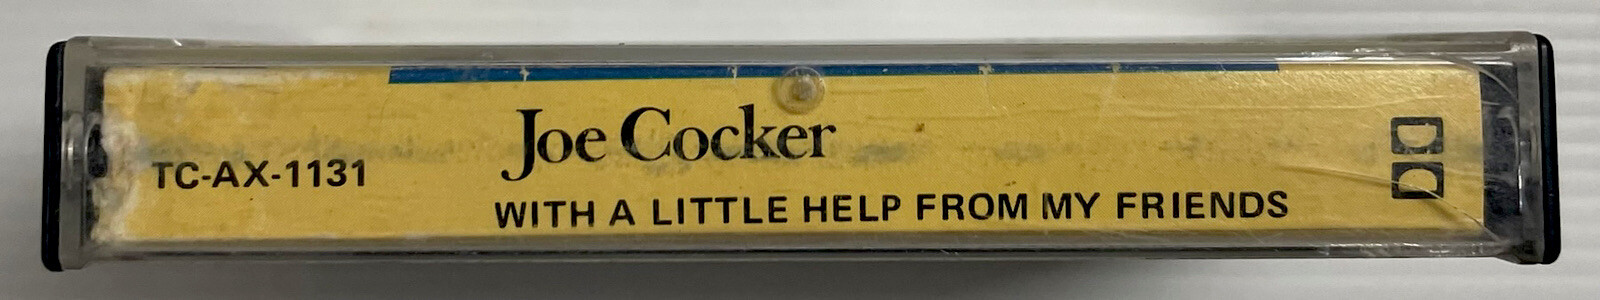 TC-AX-1131
Joe Cocker
WITH A LITTLE HELP FROM MY FRIENDS